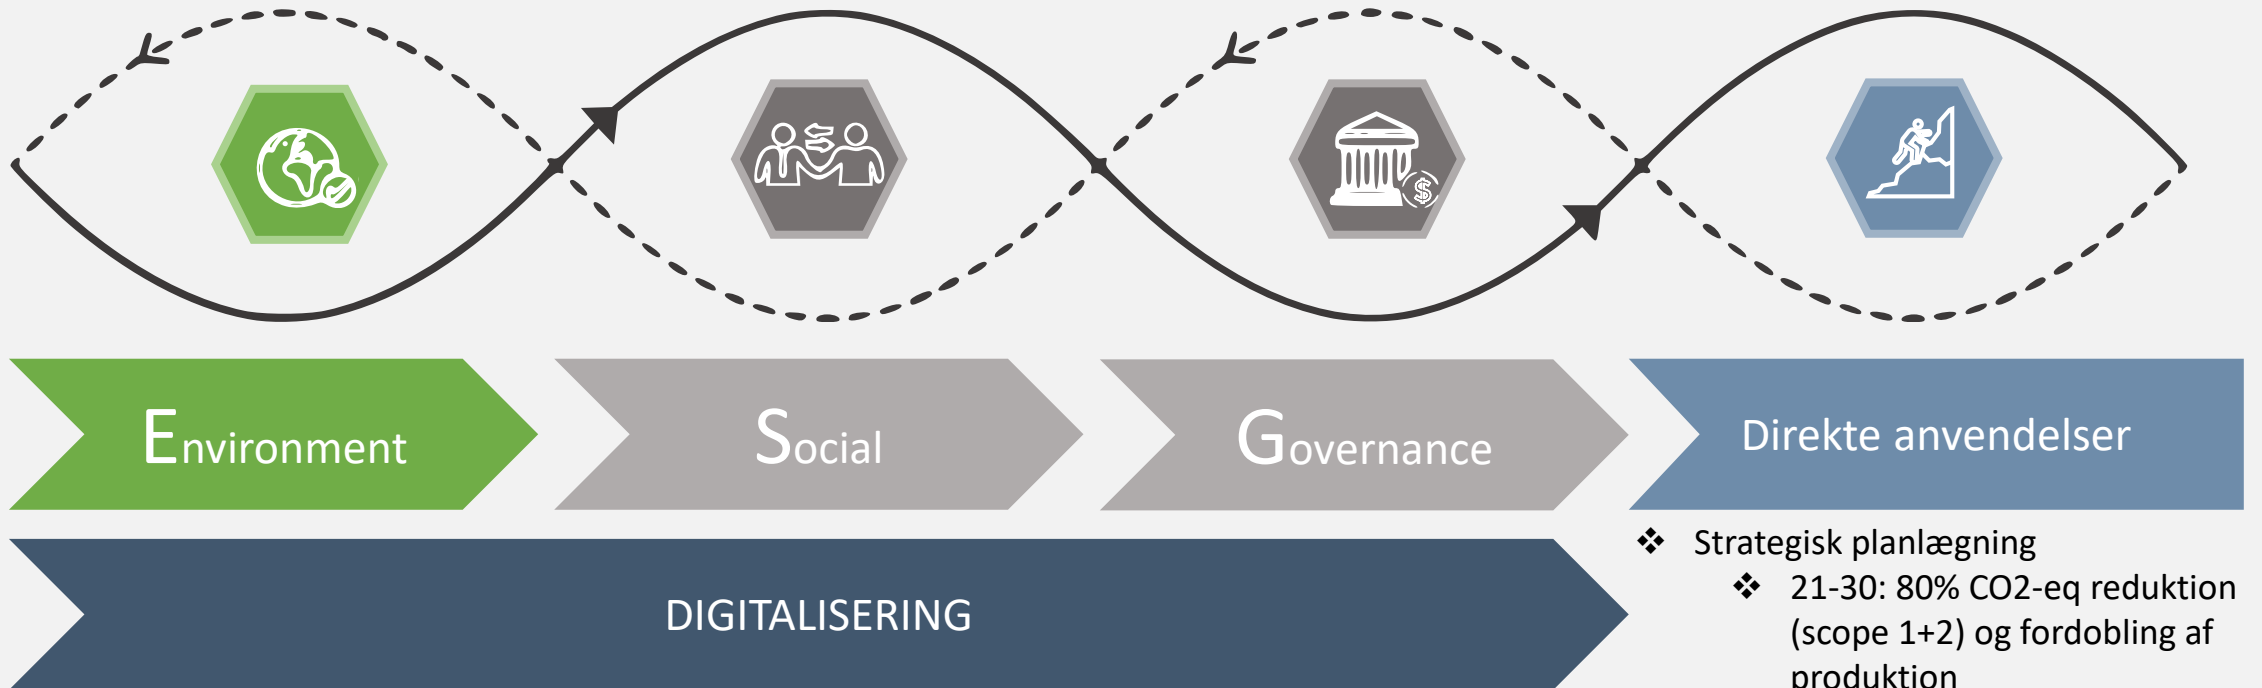 Environment
Social
Governance
Direkte anvendelser
DIGITALISERING
❖ Strategisk planlægning
❖ 21-30: 80% CO2-eq reduktion
(scope 1+2) og fordobling af
produktion
$